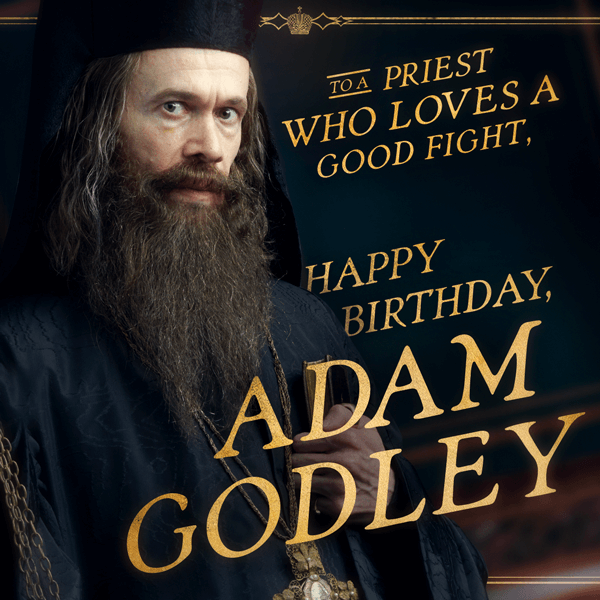 TO A PRIEST
WHO LOVES A
GOOD FIGHT,
HAPPY
BIRTHDAY,
ADAM
GODLEY